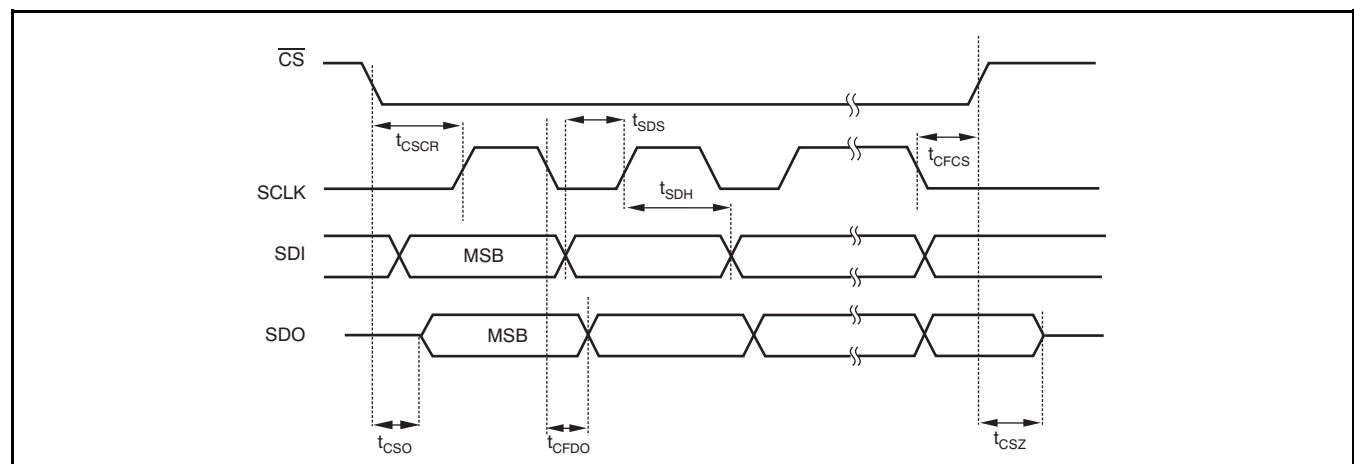 CS
tSDS
tCSCR
tCFCS
SCLK
tSDH
SDI
MSB
SDO
MSB
tCSO
tCFDO
tCSZ